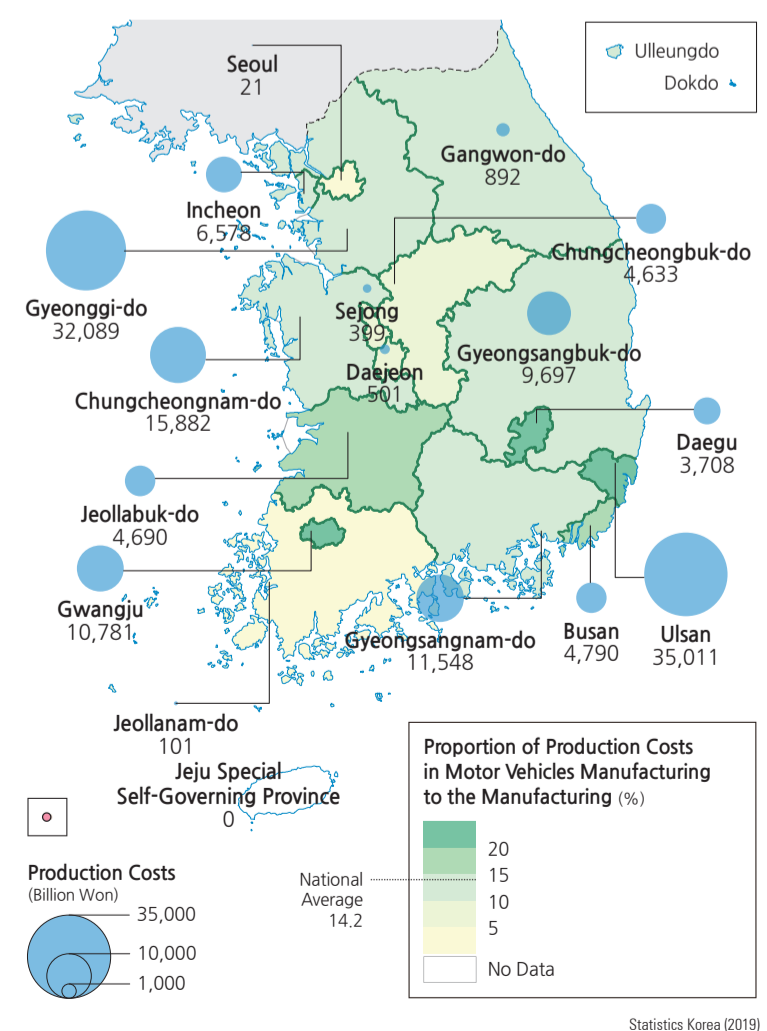 Ulleungdo
Dokdo
Seoul
21
Gangwon-do
892
Incheon
6,578
Chungcheongbuk-do
4,633
Gyeonggi-do
32,089
Sejong
399
Gyeongsangbuk-do
9,697
Daejeon
501
Chungcheongnam-do
15,882
Daegu
3,708
Jeollabuk-do
4,690
Gwangju
10,781
Gyeongsangnam-do
11,548
Busan
4,790
Ulsan
35,011
Jeollanam-do
101
Jeju Special
Self-Governing Province
0
Proportion of Production Costs
in Motor Vehicles Manufacturing
to the Manufacturing (%)
20
15
10
5
No Data
National
Average
14.2
Production Costs
(Billion Won)
35,000
10,000
1,000
Statistics Korea (2019)